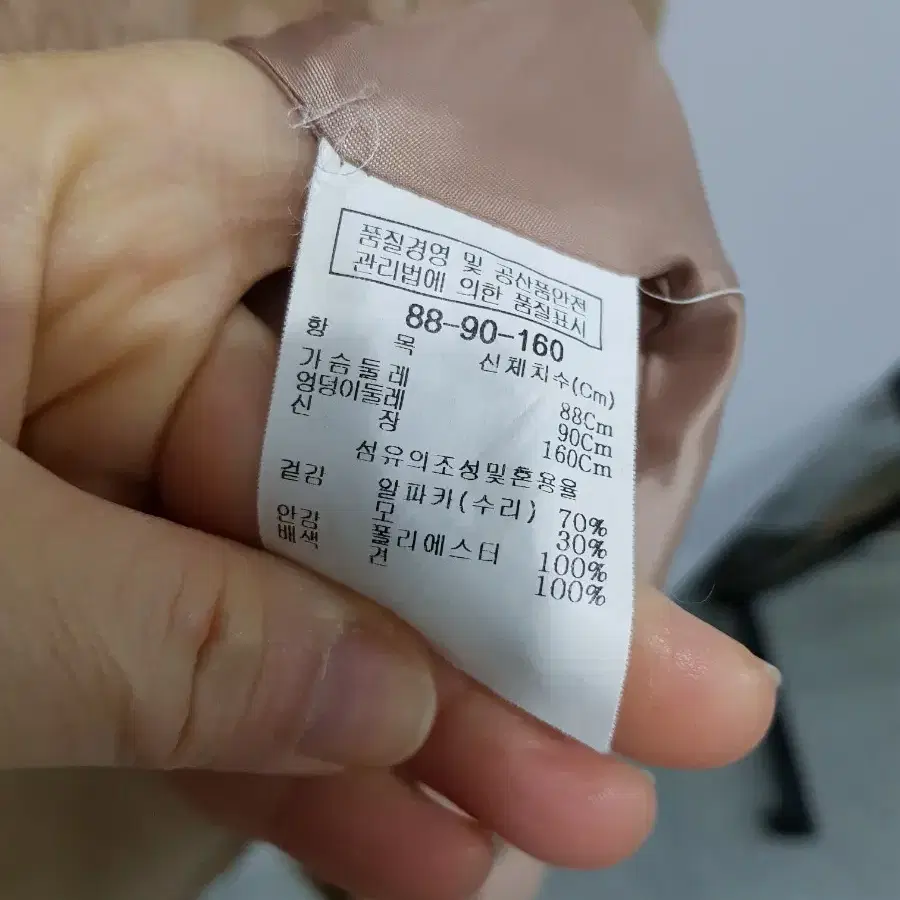 품질경영 및 공산품안전
관리법에 의한 품질표시
88-90-160
항 목 신체치수(Cm)
가슴둘레 88Cm
엉덩이둘레 90Cm
신 장 160Cm
섬유의조성및혼용율
겉감 알파카(수리) 70%
모 30%
안감 폴리에스터 100%
배색 견 100%